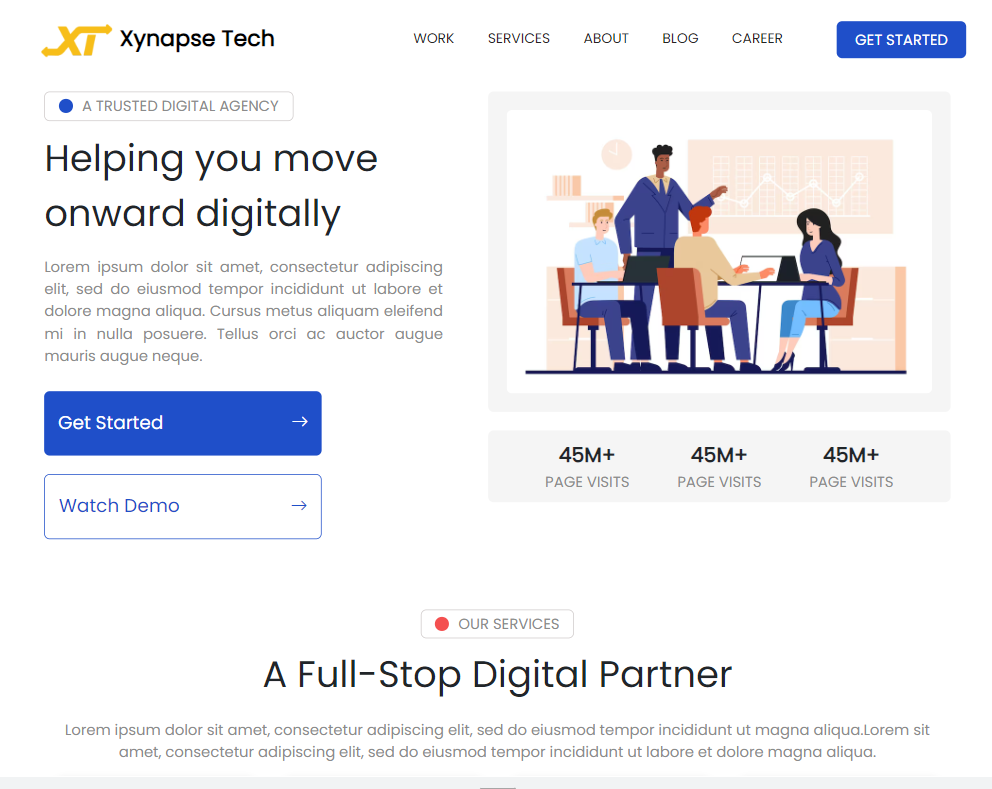 XT Xynapse Tech
WORK SERVICES ABOUT BLOG CAREER GET STARTED
A TRUSTED DIGITAL AGENCY
Helping you move
onward digitally
Lorem ipsum dolor sit amet, consectetur adipiscing
elit, sed do eiusmod tempor incididunt ut labore et
dolore magna aliqua. Cursus metus aliquam eleifend
mi in nulla posuere. Tellus orci ac auctor augue
mauris augue neque.
Get Started
Watch Demo
45M+ 45M+ 45M+
PAGE VISITS PAGE VISITS PAGE VISITS
OUR SERVICES
A Full-Stop Digital Partner
Lorem ipsum dolor sit amet, consectetur adipiscing elit, sed do eiusmod tempor incididunt ut magna aliqua.Lorem sit
amet, consectetur adipiscing elit, sed do eiusmod tempor incididunt ut labore et dolore magna aliqua.